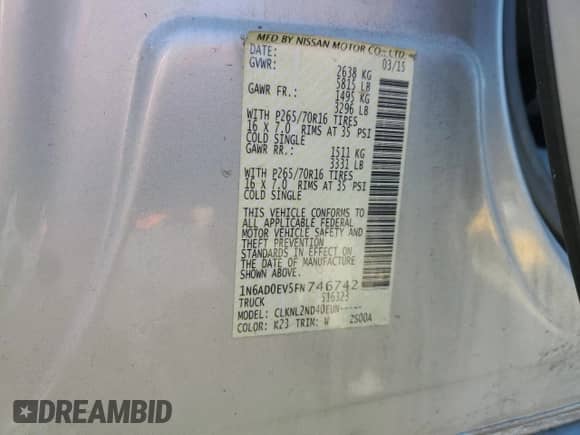 MFD BY NISSAN MOTOR CO., LTD.
DATE: 03/15
GVWR: 2638 KG
5815 LB
GAWR FR.: 1495 KG
3296 LB
WITH P265/70R16 TIRES
16 X 7.0 RIMS AT 35 PSI
COLD SINGLE
GAWR RR.: 1511 KG
3331 LB
WITH P265/70R16 TIRES
16 X 7.0 RIMS AT 35 PSI
COLD SINGLE
THIS VEHICLE CONFORMS TO
ALL APPLICABLE FEDERAL
MOTOR VEHICLE SAFETY AND
THEFT PREVENTION
STANDARDS IN EFFECT ON
THE DATE OF MANUFACTURE
SHOWN ABOVE.
1N6AD0EV5FN746742
TRUCK 516323
MODEL: CLKNL2ND40EUN-----
COLOR: K23 TRIM: W 2S00A
DREAMBID